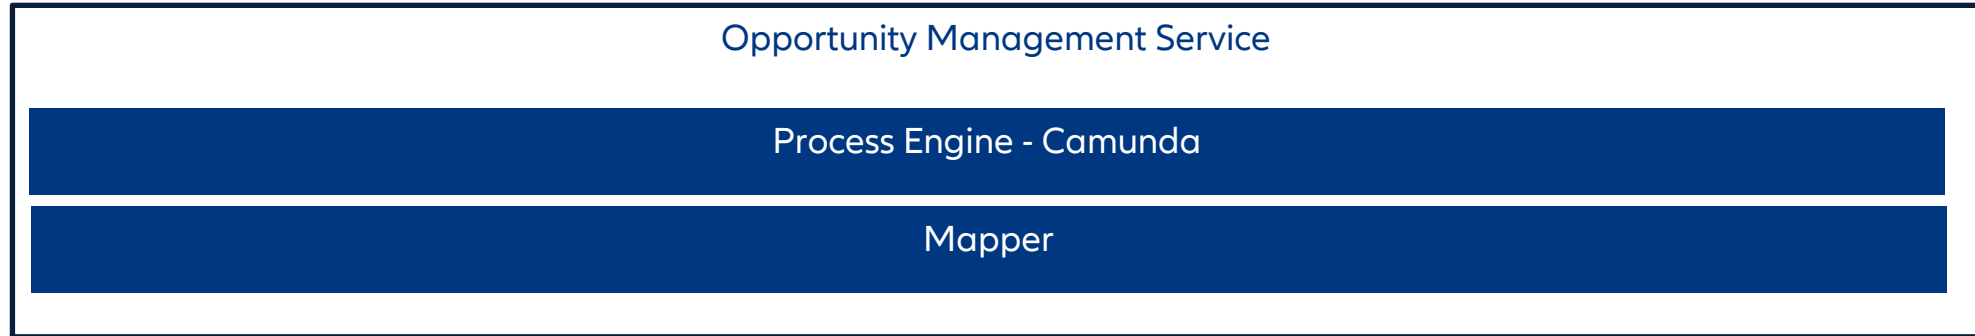 Opportunity Management Service
Process Engine - Camunda
Mapper